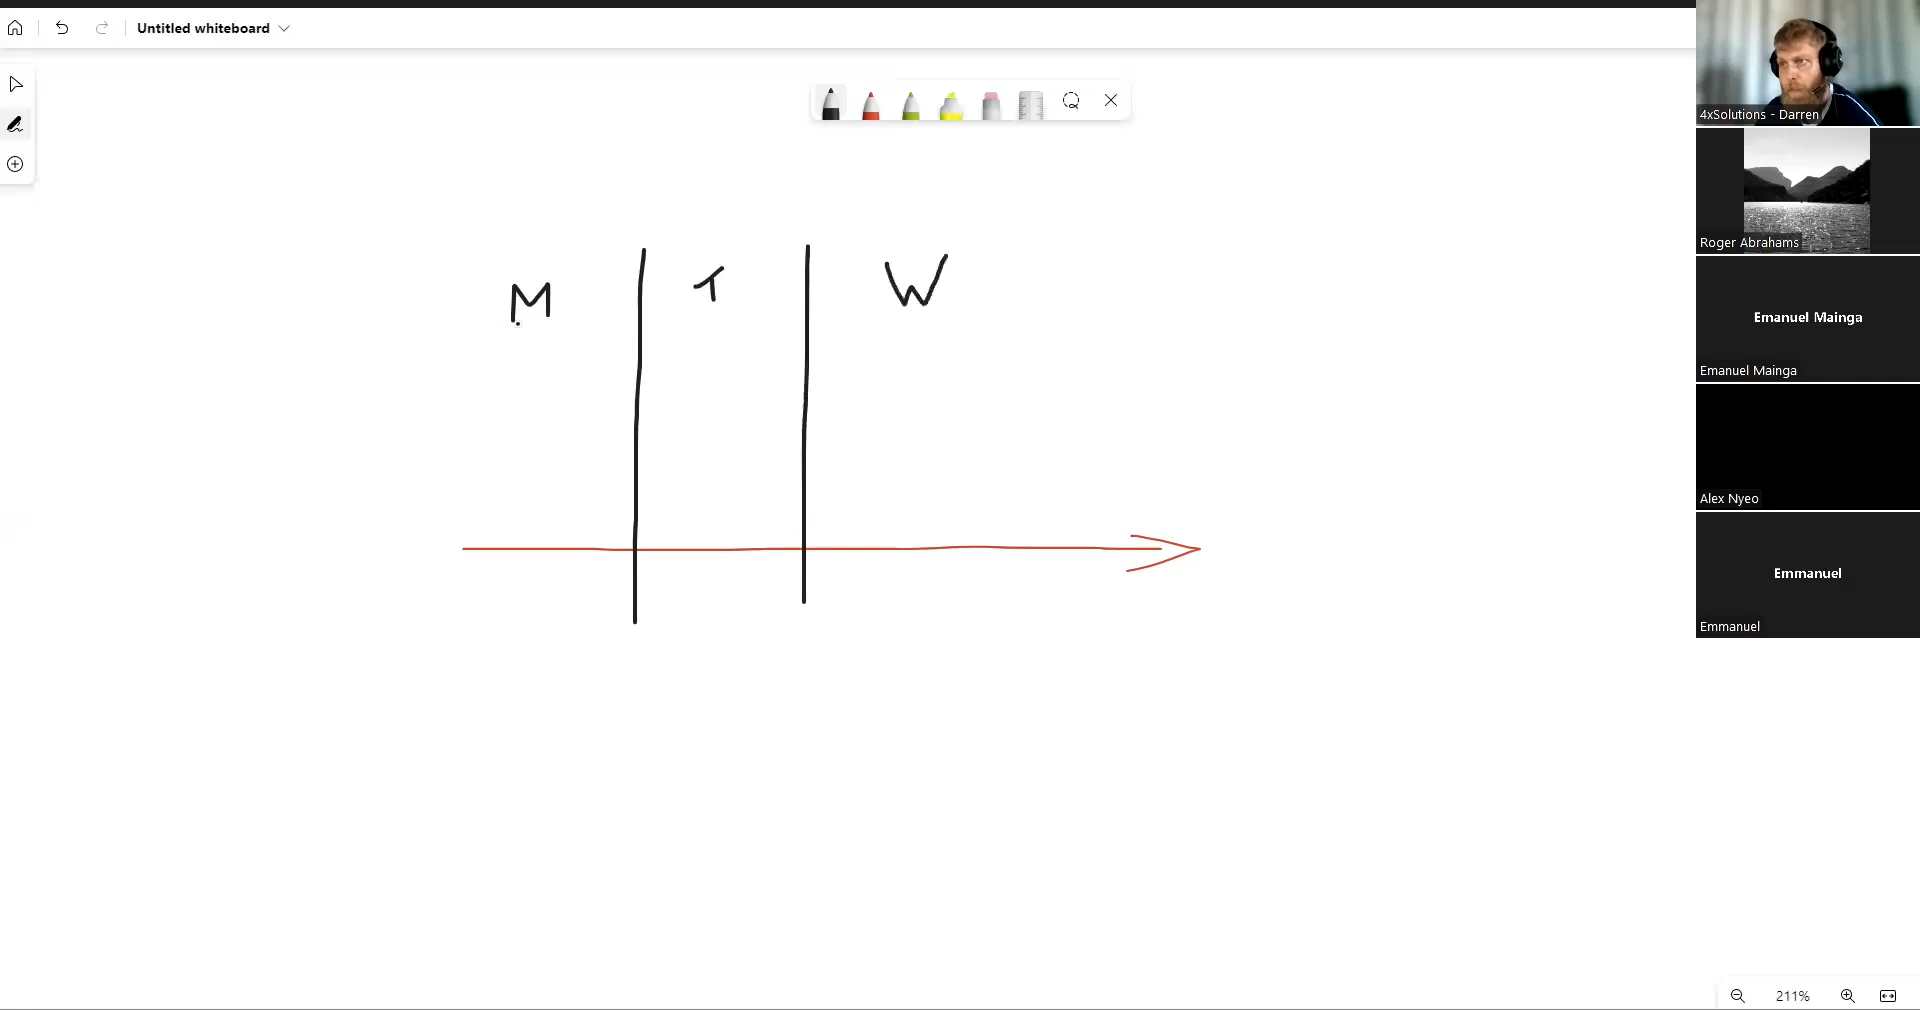 Untitled whiteboard
4xSolutions - Darren
Roger Abrahams
Emanuel Mainga
Emanuel Mainga
Alex Nyeo
Emmanuel
Emmanuel
M T W
211%